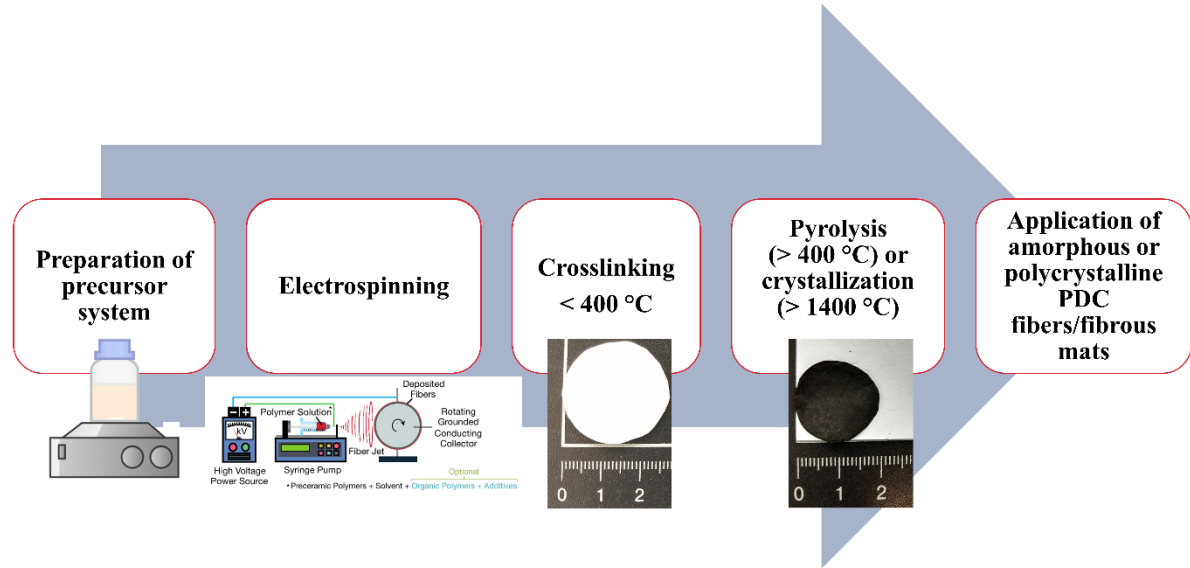 Preparation of
precursor
system
Electrospinning
Crosslinking
< 400 °C
Pyrolysis
(> 400 °C) or
crystallization
(> 1400 °C)
Application of
amorphous or
polycrystalline
PDC
fibers/fibrous
mats
− +
kV
High Voltage
Power Source
Polymer Solution*
Syringe Pump
Fiber Jet
Deposited
Fibers
Rotating
Grounded
Conducting
Collector
Optional
*Preceramic Polymers + Solvent + Organic Polymers + Additives
0 1 2
0 1 2